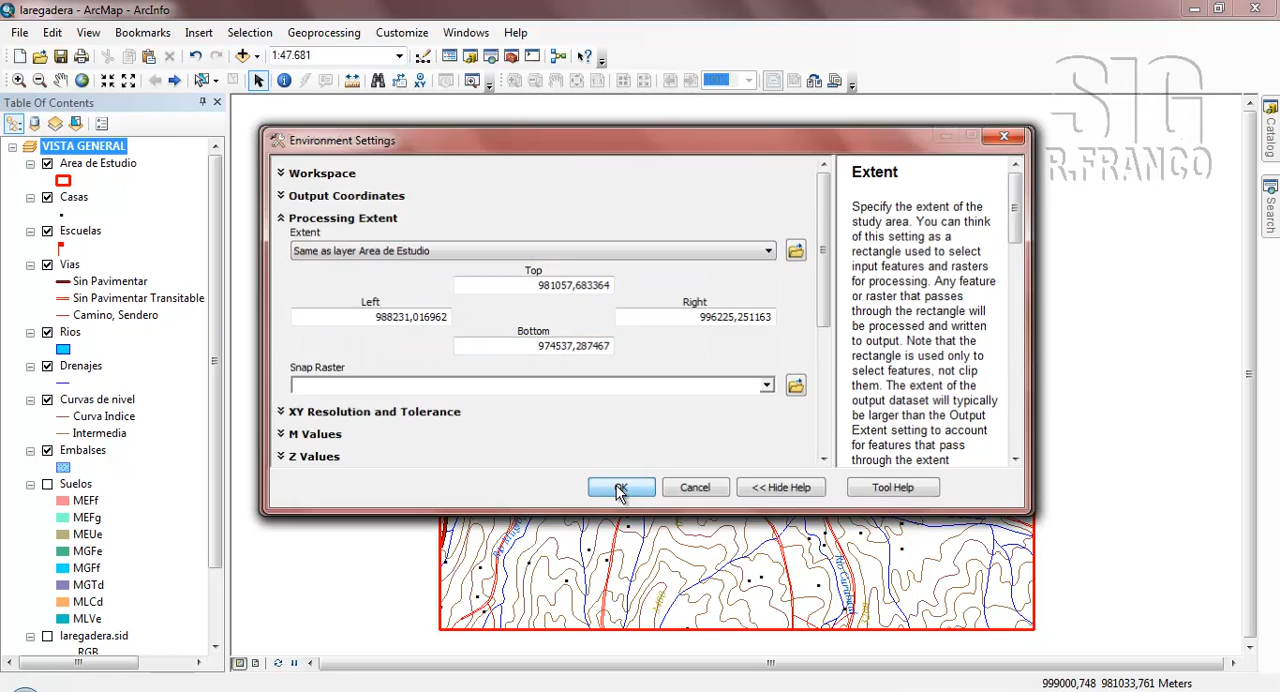 laregadera - ArcMap - ArcInfo
File Edit View Bookmarks Insert Selection Geoprocessing Customize Windows Help
1:47.681
Table Of Contents
VISTA GENERAL
Area de Estudio
Casas
Escuelas
Vias
Sin Pavimentar
Sin Pavimentar Transitable
Camino, Sendero
Rios
Drenajes
Curvas de nivel
Curva Indice
Intermedia
Embalses
Suelos
MEFf
MEFg
MEUe
MGFe
MGFf
MGTd
MLCd
MLVe
laregadera.sid
RGB
Environment Settings
Workspace
Output Coordinates
Processing Extent
Extent
Same as layer Area de Estudio
Top
981057,683364
Left
Right
988231,016962
996225,251163
Bottom
974537,287467
Snap Raster
XY Resolution and Tolerance
M Values
Z Values
OK
Cancel
<< Hide Help
Tool Help
Extent
Specify the extent of the
study area. You can think
of this setting as a
rectangle used to select
input features and rasters
for processing. Any feature
or raster that passes
through the rectangle will
be processed and written
to output. Note that the
rectangle is used only to
select features, not clip
them. The extent of the
output dataset will typically
be larger than the Output
Extent setting to account
for features that pass
through the extent
SIG
R.FRANCO
Catalog
Search
999000,748 981033,761 Meters